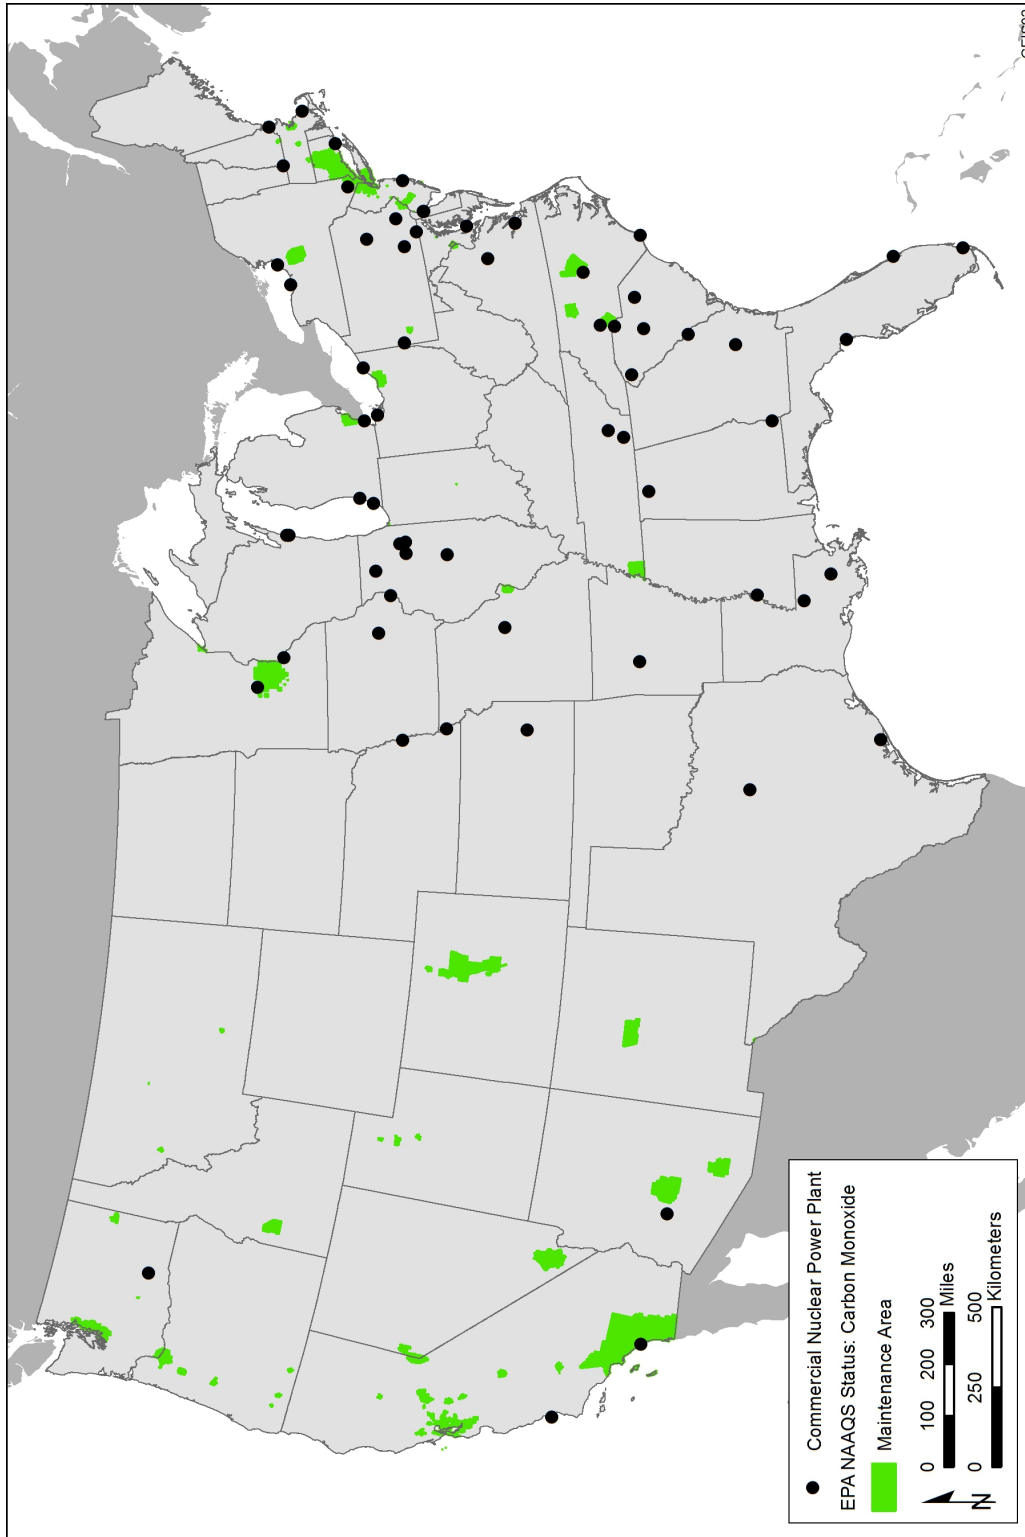 Commercial Nuclear Power Plant
EPA NAAQS Status: Carbon Monoxide
Maintenance Area
0 100 200 300
Miles
0 250 500
Kilometers
N